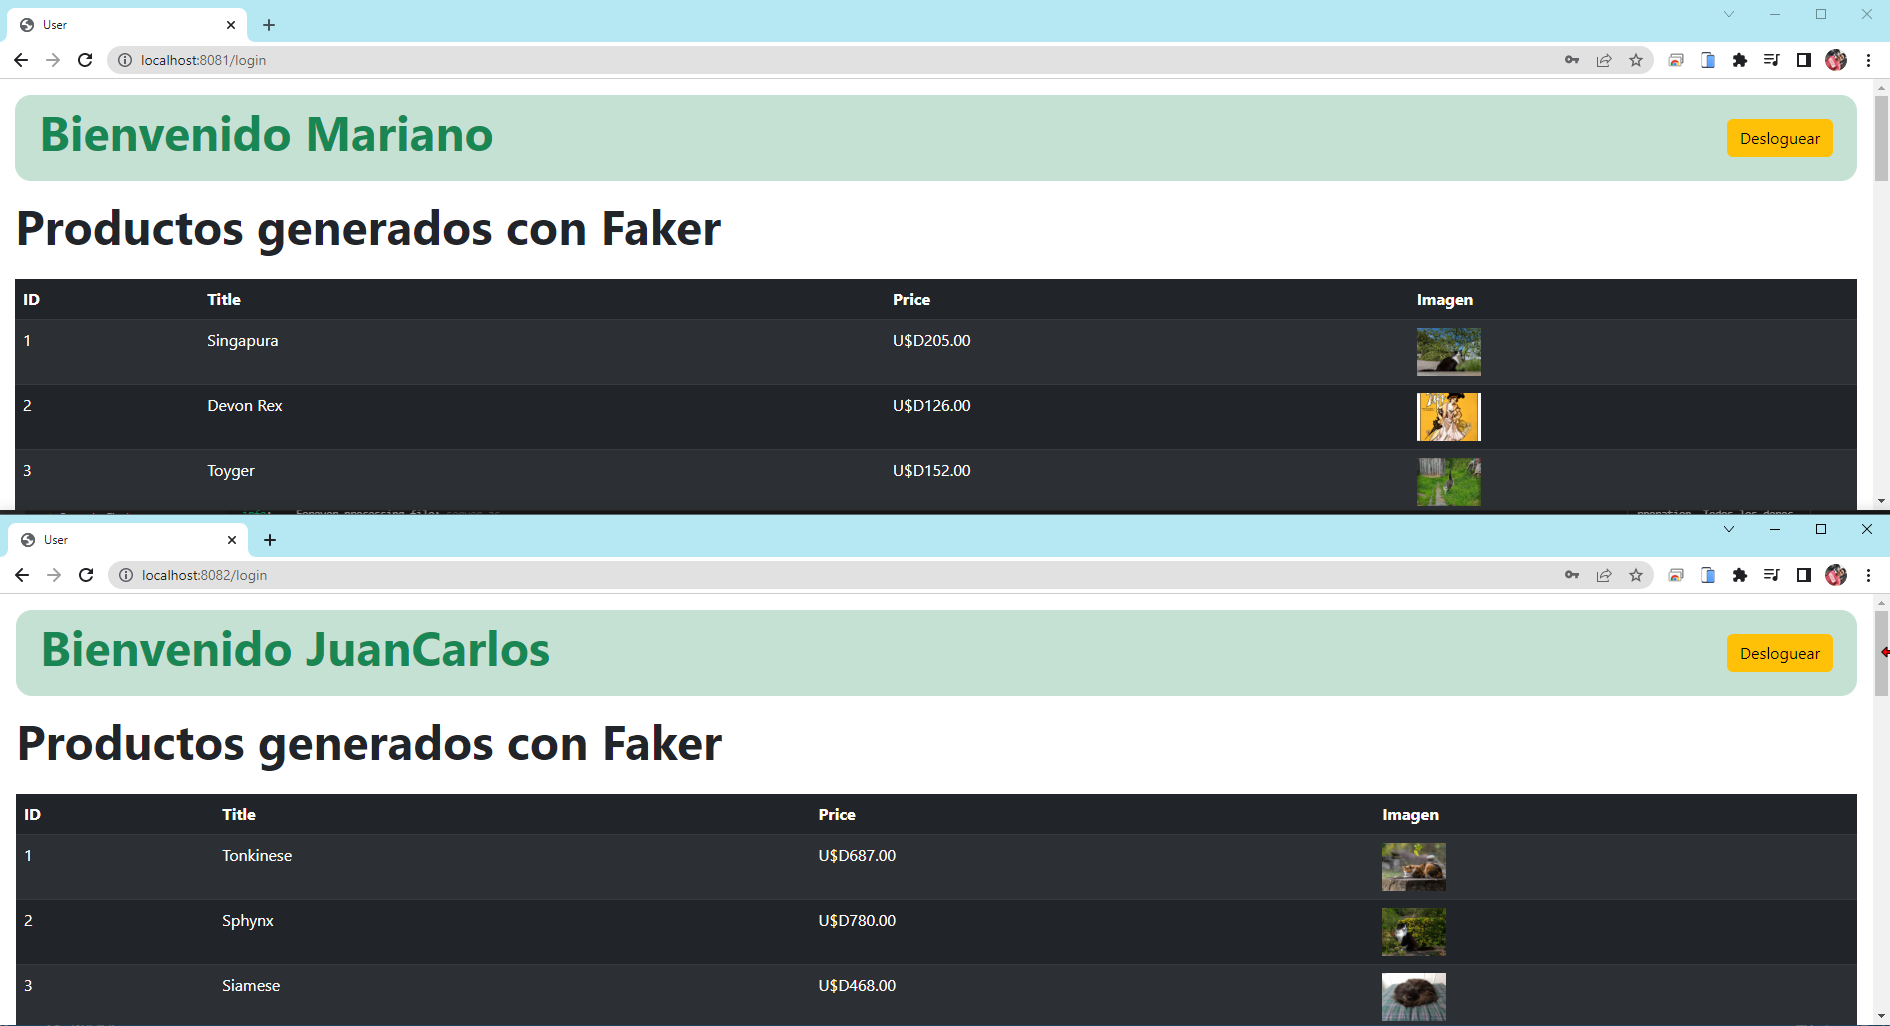 User
localhost:8081/login
Bienvenido Mariano
Desloguear
Productos generados con Faker
ID Title Price Imagen
1 Singapura U$D205.00
2 Devon Rex U$D126.00
3 Toyger U$D152.00
User
localhost:8082/login
Bienvenido JuanCarlos
Desloguear
Productos generados con Faker
ID Title Price Imagen
1 Tonkinese U$D687.00
2 Sphynx U$D780.00
3 Siamese U$D468.00